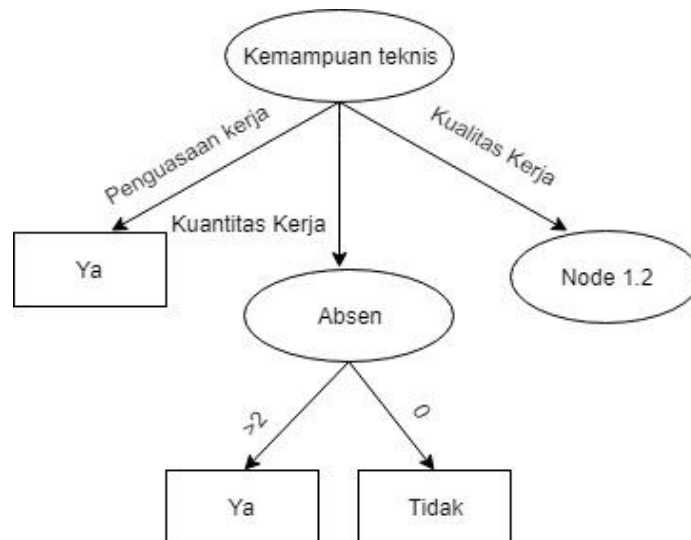 Kemampuan teknis
Penguasaan kerja
Kualitas Kerja
Kuantitas Kerja
Ya
Node 1.2
Absen
>2
0
Ya
Tidak